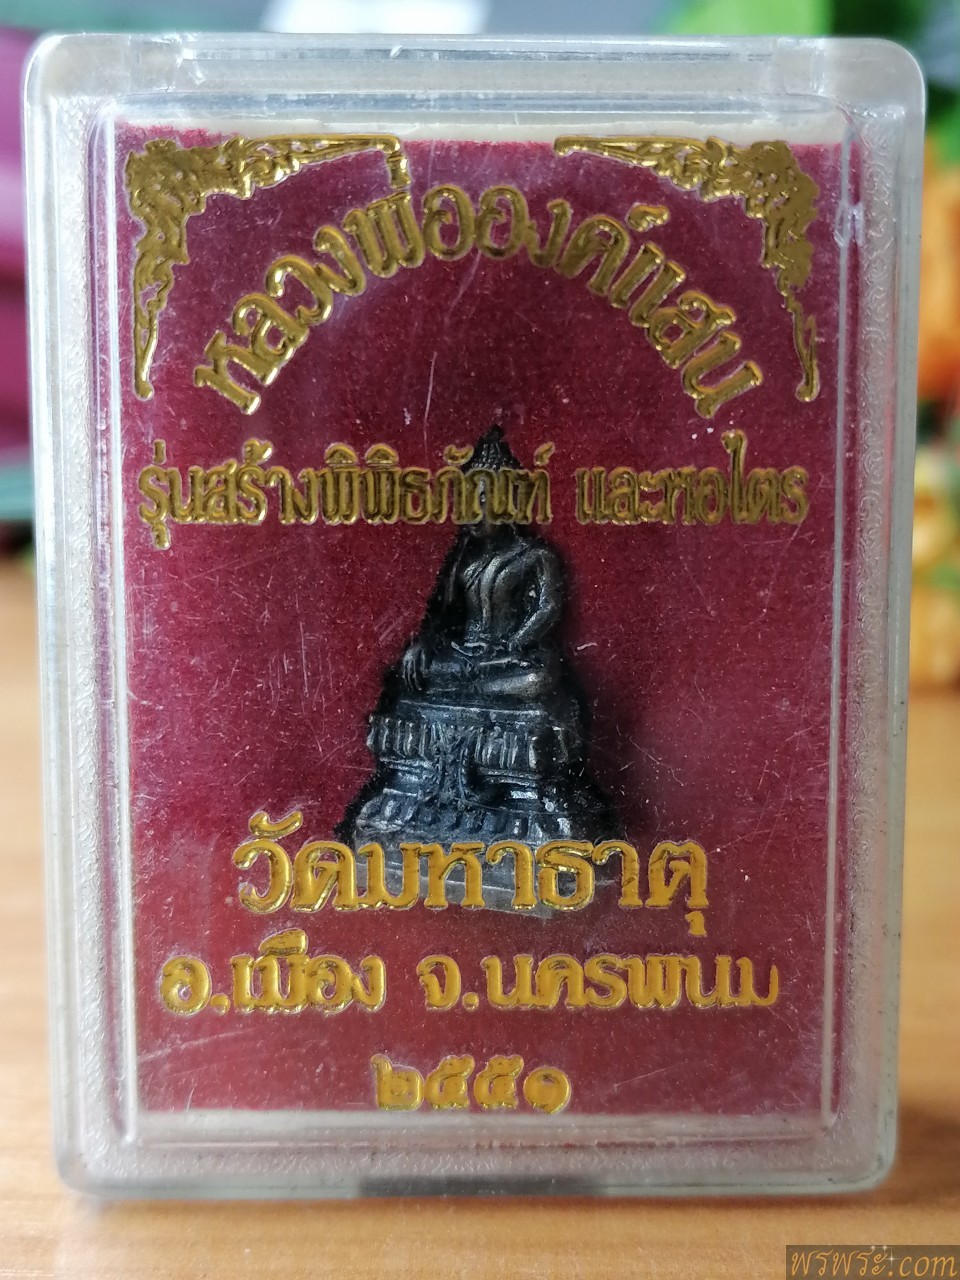 หลวงพ่อองค์แสน
รุ่นสร้างพิพิธภัณฑ์ และหอไตร
วัดมหาธาตุ
อ.เมือง จ.นครพนม
๒๕๕๑
พรพระ.com